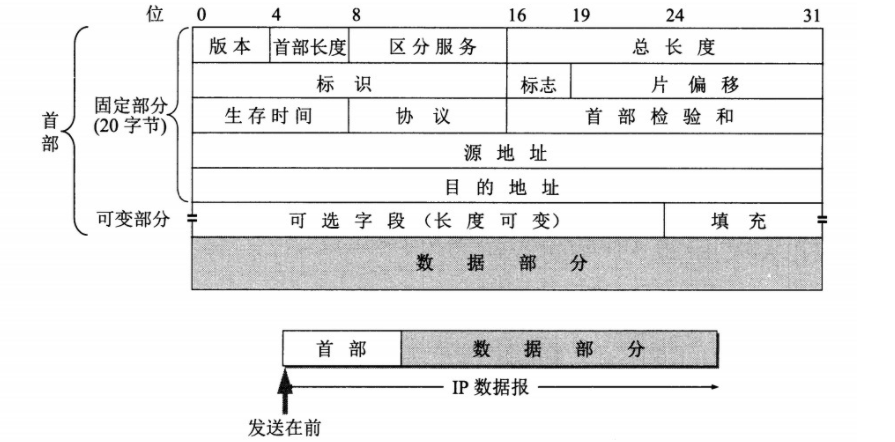 位 0 4 8 16 19 24 31
版本 首部长度 区分服务 总长度
标识 标志 片偏移
生存时间 协议 首部检验和
源地址
目的地址
可选字段（长度可变） 填充
数据部分
首部
固定部分
(20 字节)
可变部分
首部 数据部分
IP 数据报
发送在前